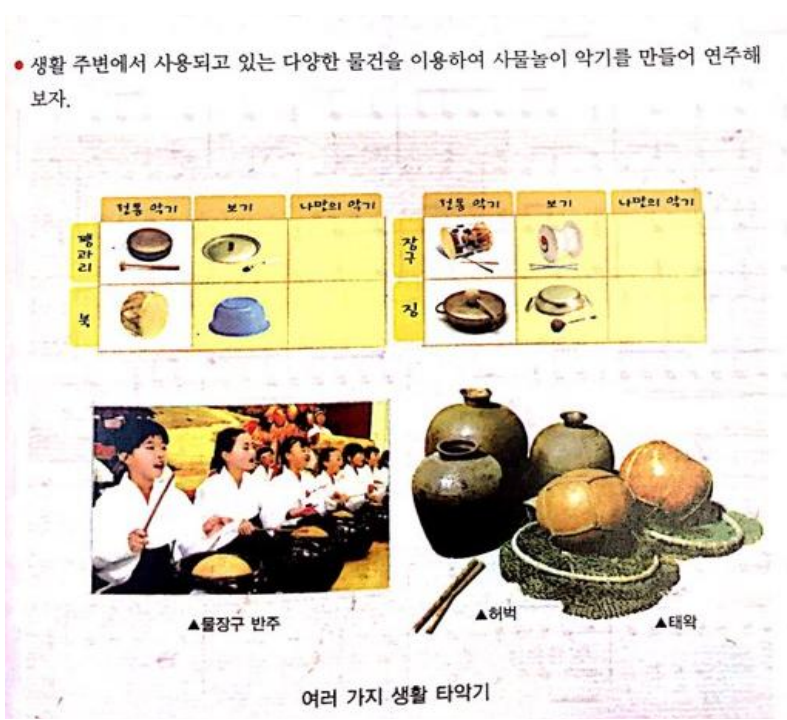 ● 생활 주변에서 사용되고 있는 다양한 물건을 이용하여 사물놀이 악기를 만들어 연주해
보자.
전통 악기 보기 나만의 악기
꽹과리
북
전통 악기 보기 나만의 악기
장구
징
▲물장구 반주
▲허벅
▲태왁
여러 가지 생활 타악기